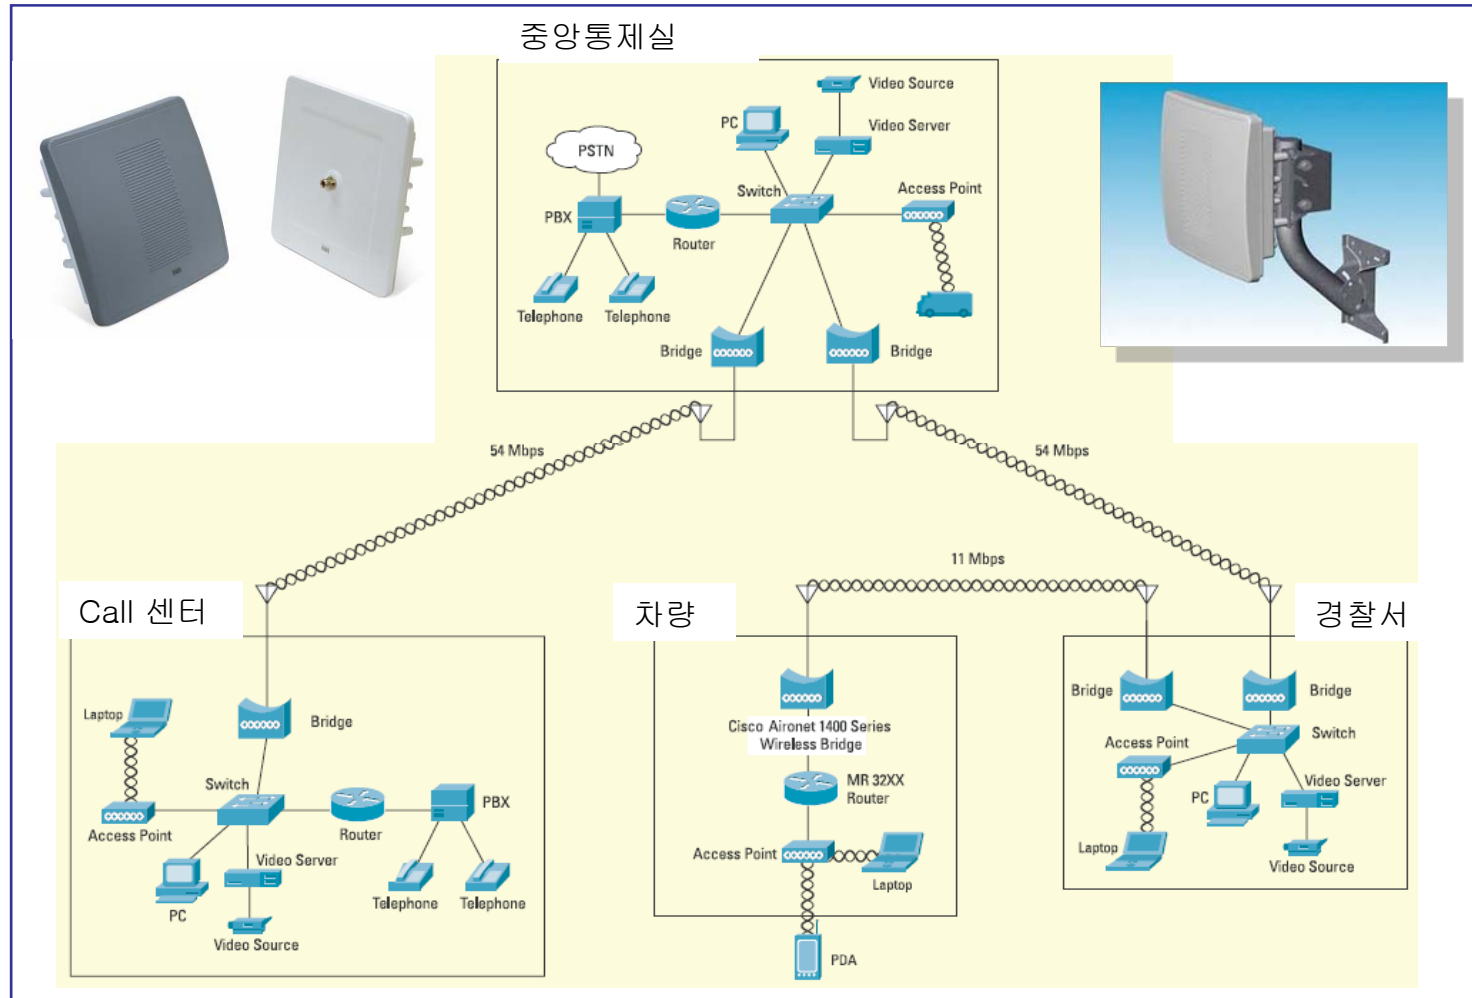 중앙통제실
Video Source
PC
Video Server
PSTN
Switch
Access Point
PBX
Router
Telephone
Telephone
Bridge
Bridge
54 Mbps
54 Mbps
11 Mbps
Call 센터
차량
경찰서
Laptop
Bridge
Switch
Access Point
Router
PBX
Video Server
PC
Telephone
Telephone
Video Source
Cisco Aironet 1400 Series
Wireless Bridge
MR 32XX
Router
Access Point
Laptop
PDA
Bridge
Bridge
Switch
Access Point
Video Server
PC
Laptop
Video Source